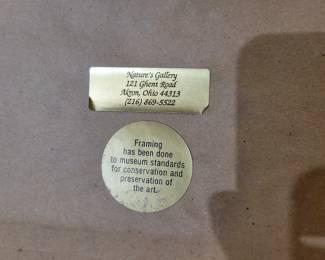 Nature's Gallery
121 Ghent Road
Akron, Ohio 44313
(216) 869-5522
Framing
has been done
to museum standards
for conservation and
preservation of
the art.